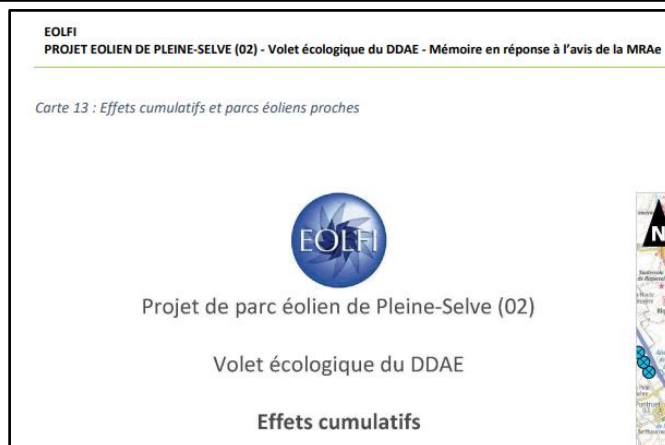 EOLFI
PROJET EOLIEN DE PLEINE-SELVE (02) - Volet écologique du DDAE - Mémoire en réponse à l'avis de la MRAe
Carte 13 : Effets cumulatifs et parcs éoliens proches
EOLFI
N
Projet de parc éolien de Pleine-Selve (02)
Volet écologique du DDAE
Effets cumulatifs